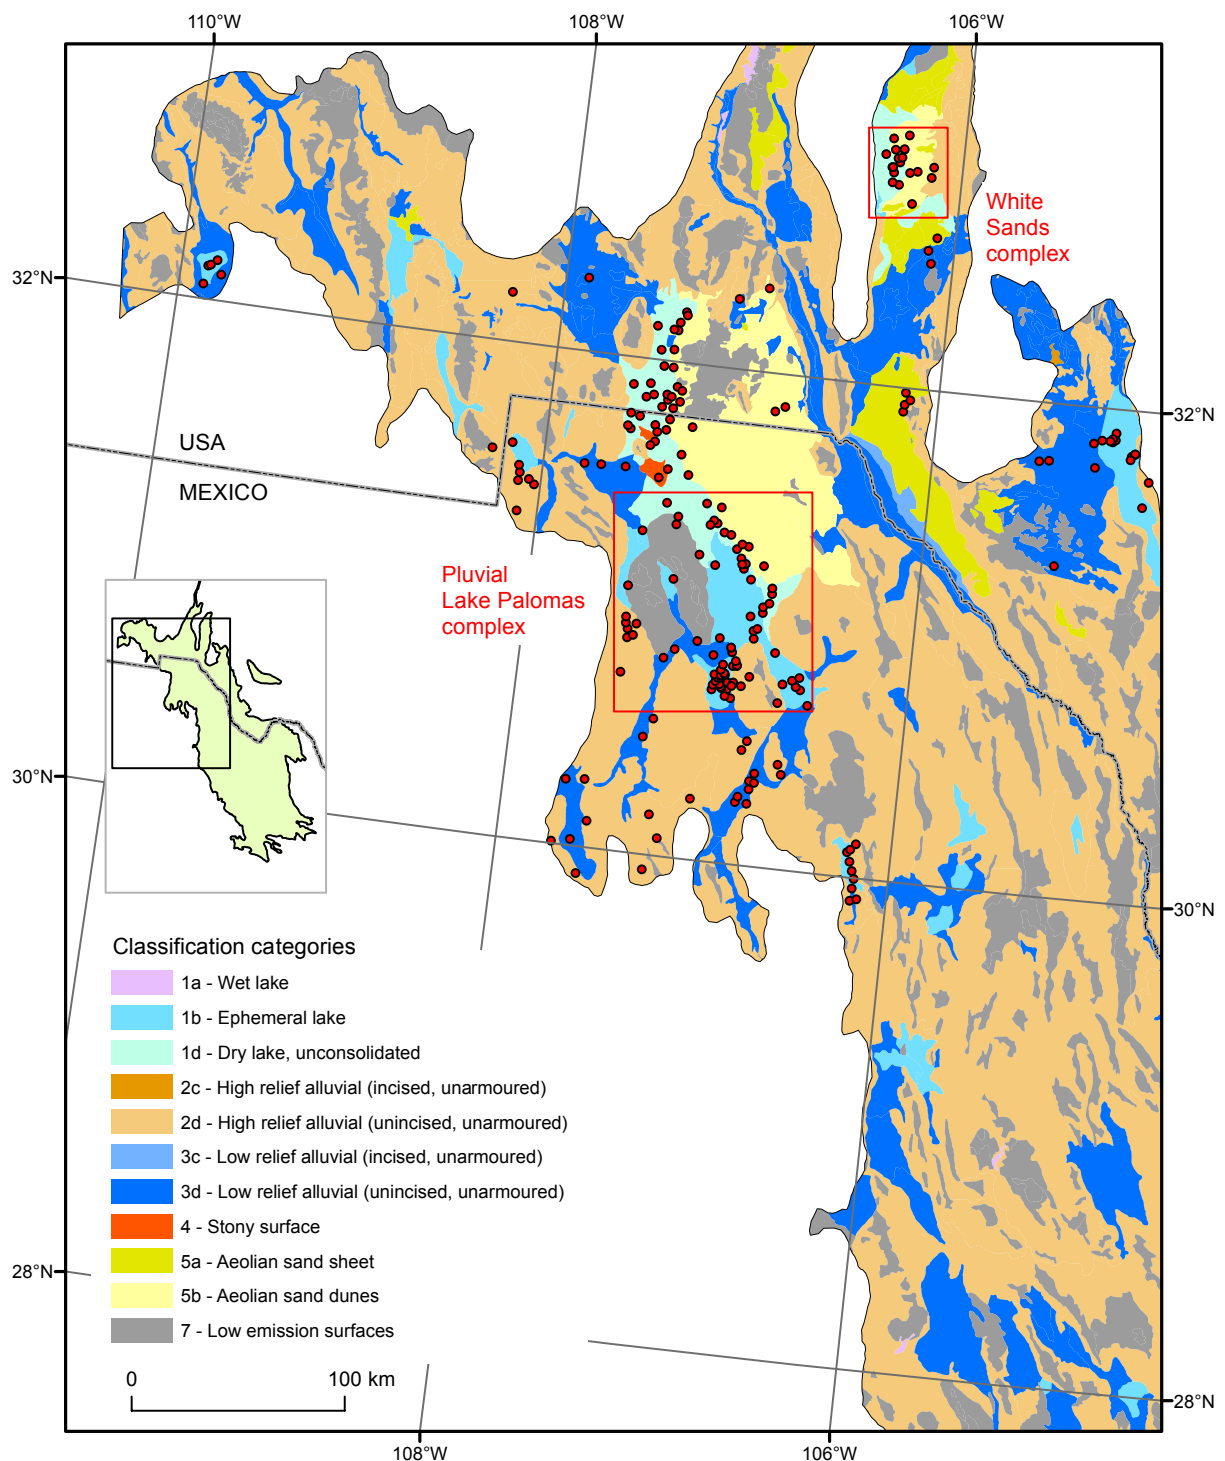 110°W
108°W
106°W
White
Sands
complex
32°N
32°N
USA
MEXICO
Pluvial
Lake Palomas
complex
30°N
30°N
Classification categories
1a - Wet lake
1b - Ephemeral lake
1d - Dry lake, unconsolidated
2c - High relief alluvial (incised, unarmoured)
2d - High relief alluvial (unincised, unarmoured)
3c - Low relief alluvial (incised, unarmoured)
3d - Low relief alluvial (unincised, unarmoured)
4 - Stony surface
5a - Aeolian sand sheet
5b - Aeolian sand dunes
7 - Low emission surfaces
28°N
0 100 km
28°N
108°W
106°W